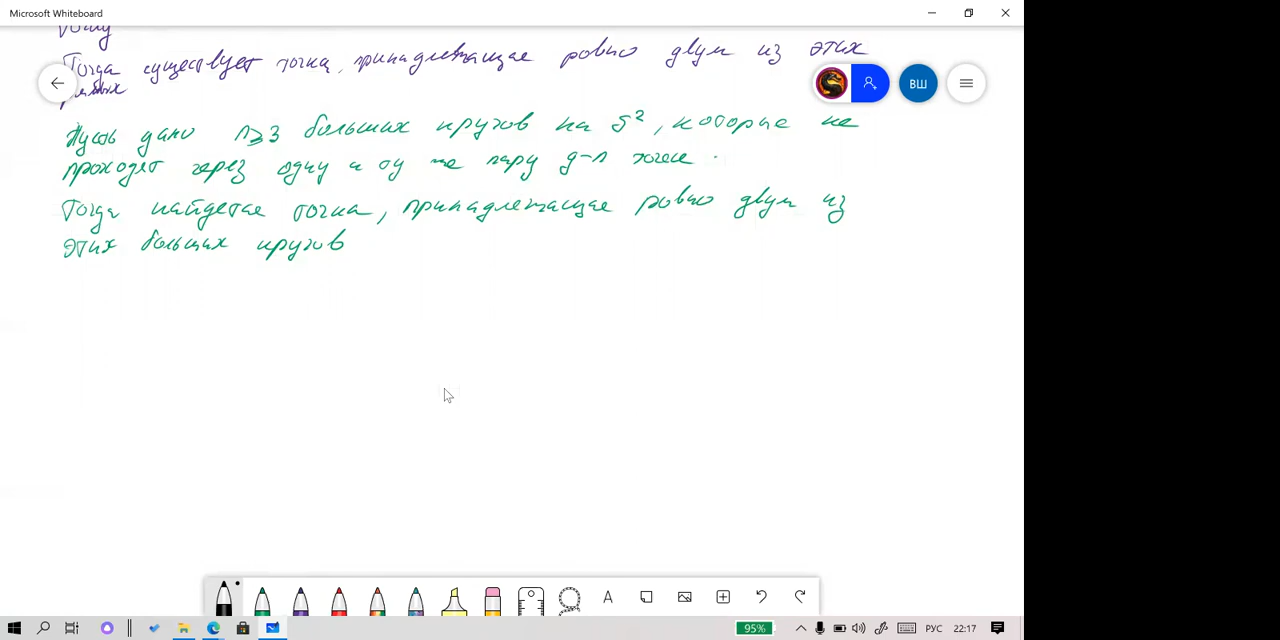 Microsoft Whiteboard
Тогда существует точка, принадлежащая ровно двум из этих
прямых
ВШ
Пусть дано n≥3 больших кругов на S², которые не
проходят через одну и ту же пару д-п точек.
Тогда найдется точка, принадлежащая ровно двум из
этих больших кругов
95%
РУС
22:17